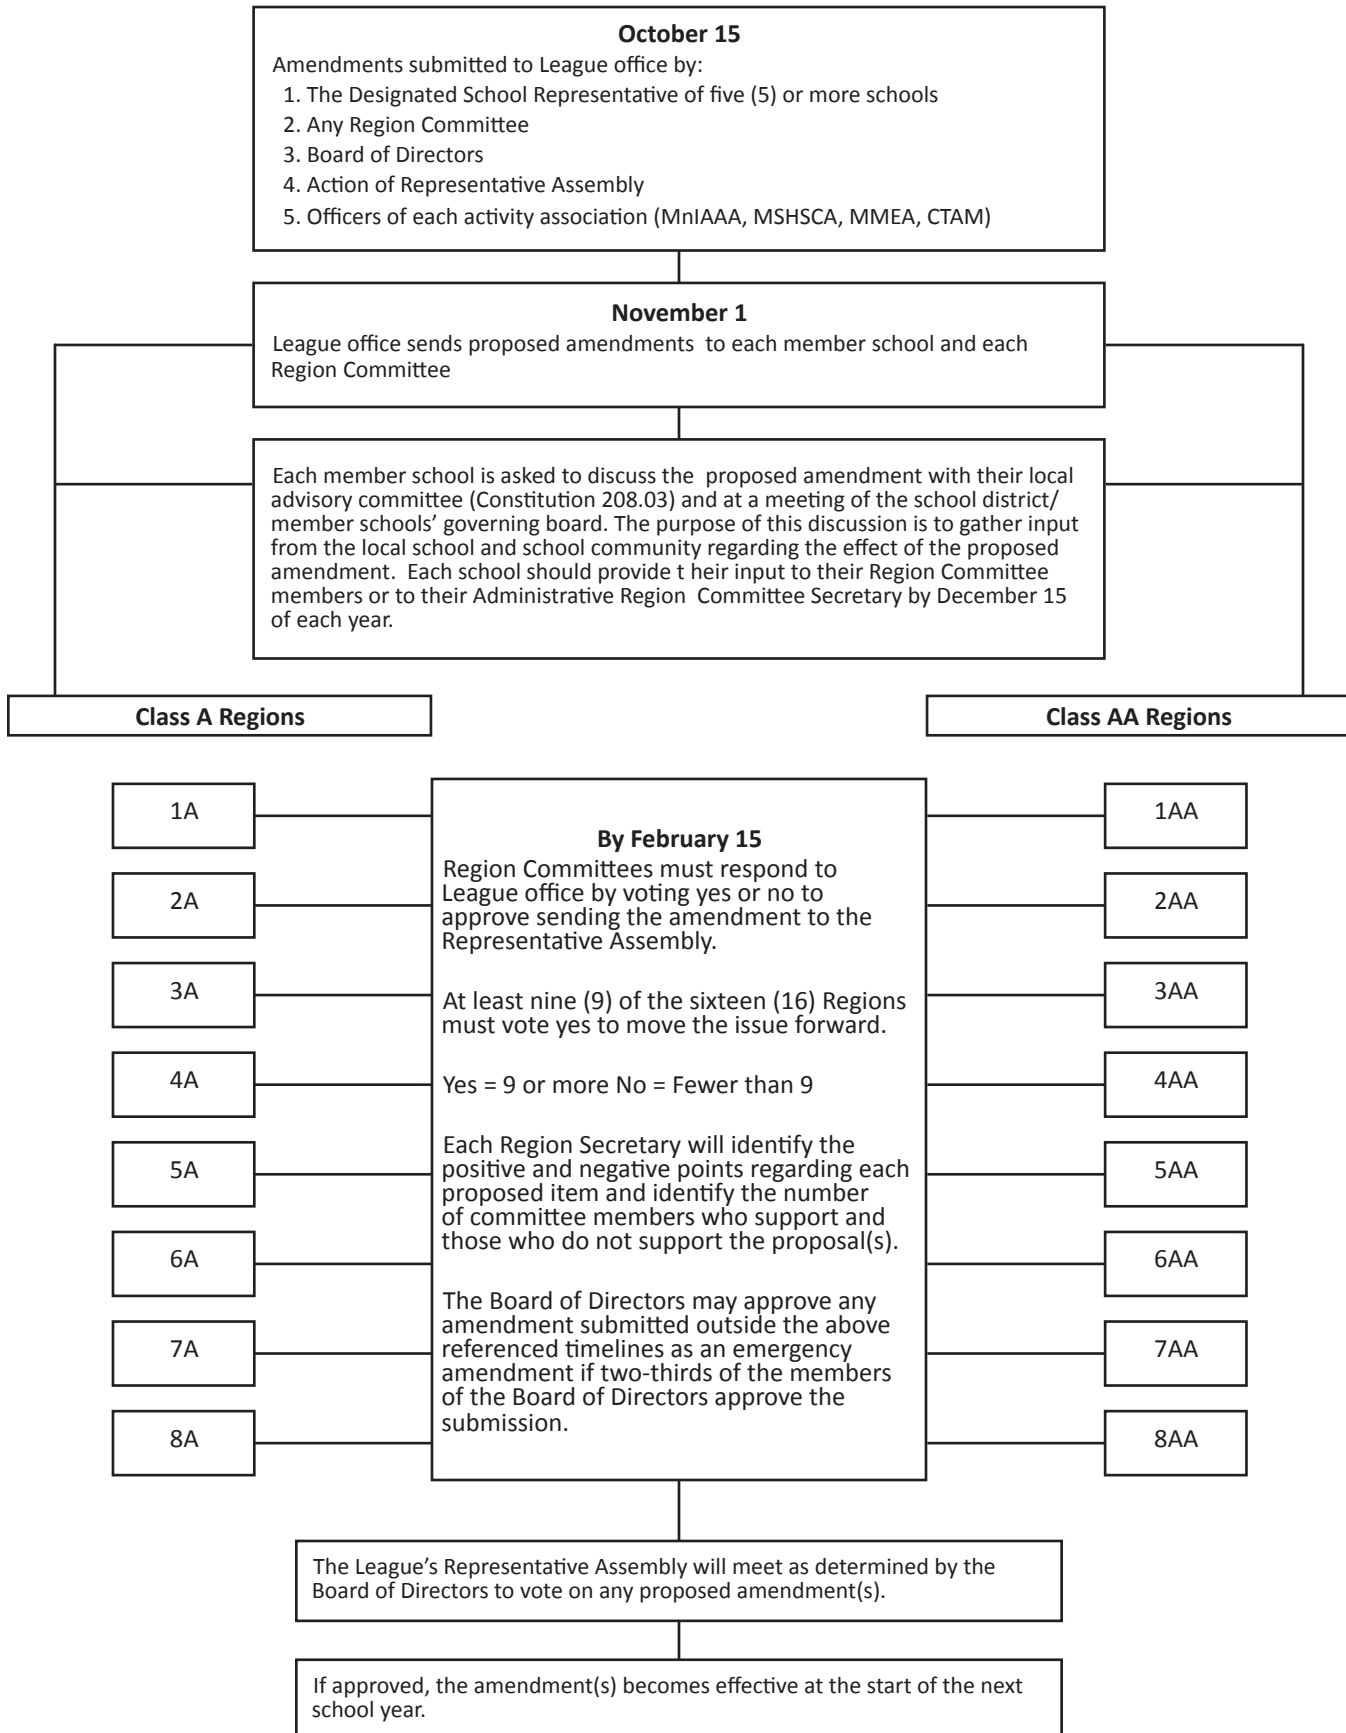 October 15
Amendments submitted to League office by:
1. The Designated School Representative of five (5) or more schools
2. Any Region Committee
3. Board of Directors
4. Action of Representative Assembly
5. Officers of each activity association (MnIAAA, MSHSCA, MMEA, CTAM)
November 1
League office sends proposed amendments to each member school and each
Region Committee
Each member school is asked to discuss the proposed amendment with their local
advisory committee (Constitution 208.03) and at a meeting of the school district/
member schools' governing board. The purpose of this discussion is to gather input
from the local school and school community regarding the effect of the proposed
amendment. Each school should provide t heir input to their Region Committee
members or to their Administrative Region Committee Secretary by December 15
of each year.
Class A Regions
Class AA Regions
1A
2A
3A
4A
5A
6A
7A
8A
By February 15
Region Committees must respond to
League office by voting yes or no to
approve sending the amendment to the
Representative Assembly.
At least nine (9) of the sixteen (16) Regions
must vote yes to move the issue forward.
Yes = 9 or more No = Fewer than 9
Each Region Secretary will identify the
positive and negative points regarding each
proposed item and identify the number
of committee members who support and
those who do not support the proposal(s).
The Board of Directors may approve any
amendment submitted outside the above
referenced timelines as an emergency
amendment if two-thirds of the members
of the Board of Directors approve the
submission.
1AA
2AA
3AA
4AA
5AA
6AA
7AA
8AA
The League's Representative Assembly will meet as determined by the
Board of Directors to vote on any proposed amendment(s).
If approved, the amendment(s) becomes effective at the start of the next
school year.